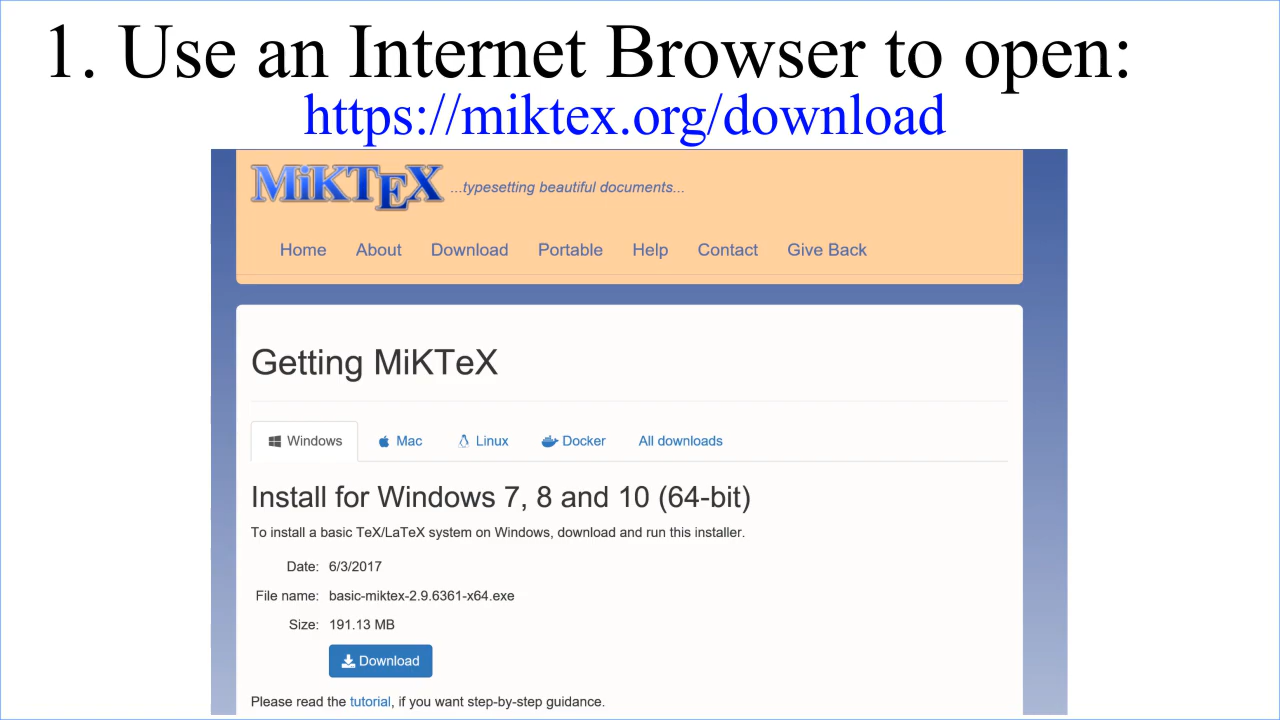 1. Use an Internet Browser to open:
https://miktex.org/download
MiKTEX ...typesetting beautiful documents...
Home About Download Portable Help Contact Give Back
Getting MiKTeX
Windows Mac Linux Docker All downloads
Install for Windows 7, 8 and 10 (64-bit)
To install a basic TeX/LaTeX system on Windows, download and run this installer.
Date: 6/3/2017
File name: basic-miktex-2.9.6361-x64.exe
Size: 191.13 MB
Download
Please read the tutorial, if you want step-by-step guidance.